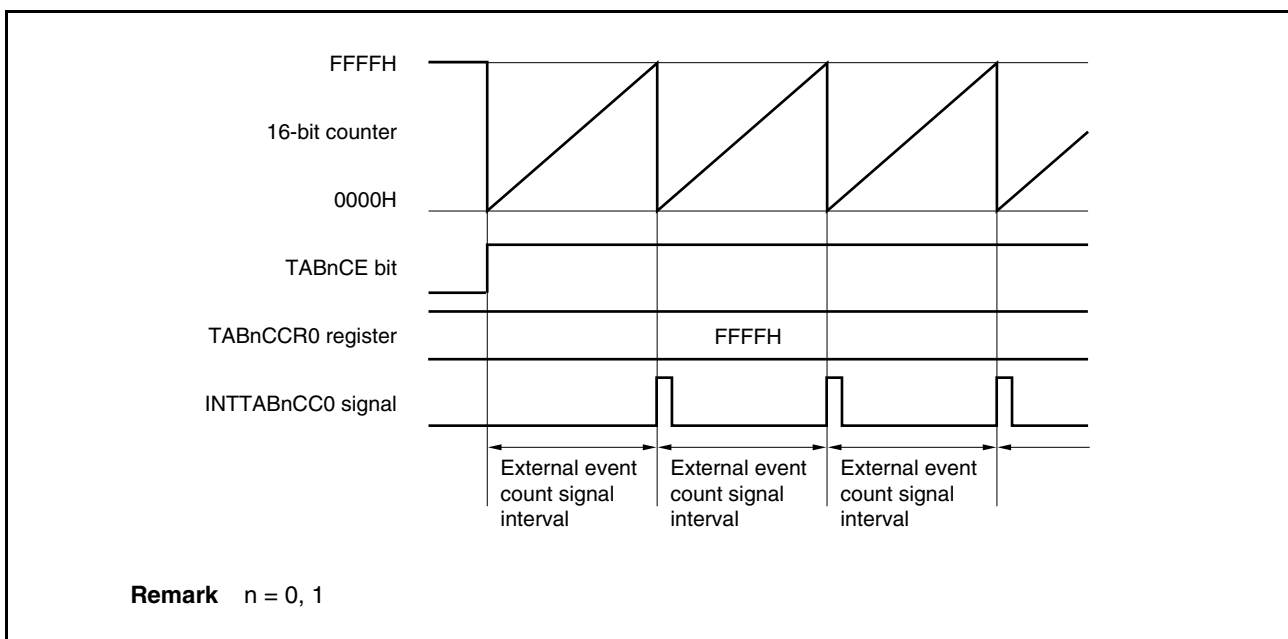 FFFFH
16-bit counter
0000H
TABnCE bit
TABnCCR0 register
FFFFH
INTTABnCC0 signal
External event
count signal
interval
External event
count signal
interval
External event
count signal
interval
Remark n = 0, 1